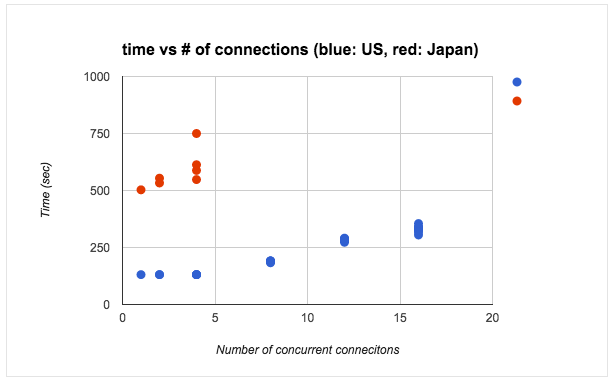 time vs # of connections (blue: US, red: Japan)
1000
750
500
250
0
Time (sec)
0 5 10 15 20
Number of concurrent connecitons